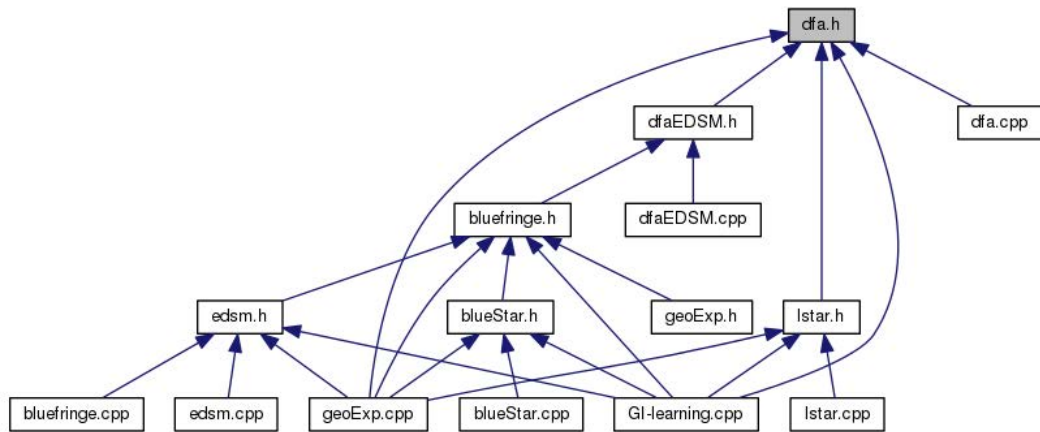 dfa.h
dfaEDSM.h
dfa.cpp
bluefringe.h
dfaEDSM.cpp
edsm.h
blueStar.h
geoExp.h
lstar.h
bluefringe.cpp
edsm.cpp
geoExp.cpp
blueStar.cpp
GI-learning.cpp
lstar.cpp